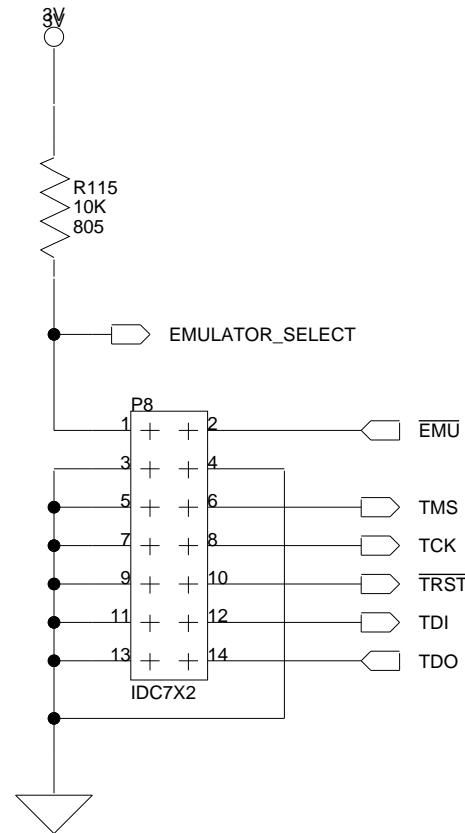 3V
3V
R115
10K
805
EMULATOR_SELECT
P8
1 2 EMU
3 4
5 6 TMS
7 8 TCK
9 10 TRST
11 12 TDI
13 14 TDO
IDC7X2